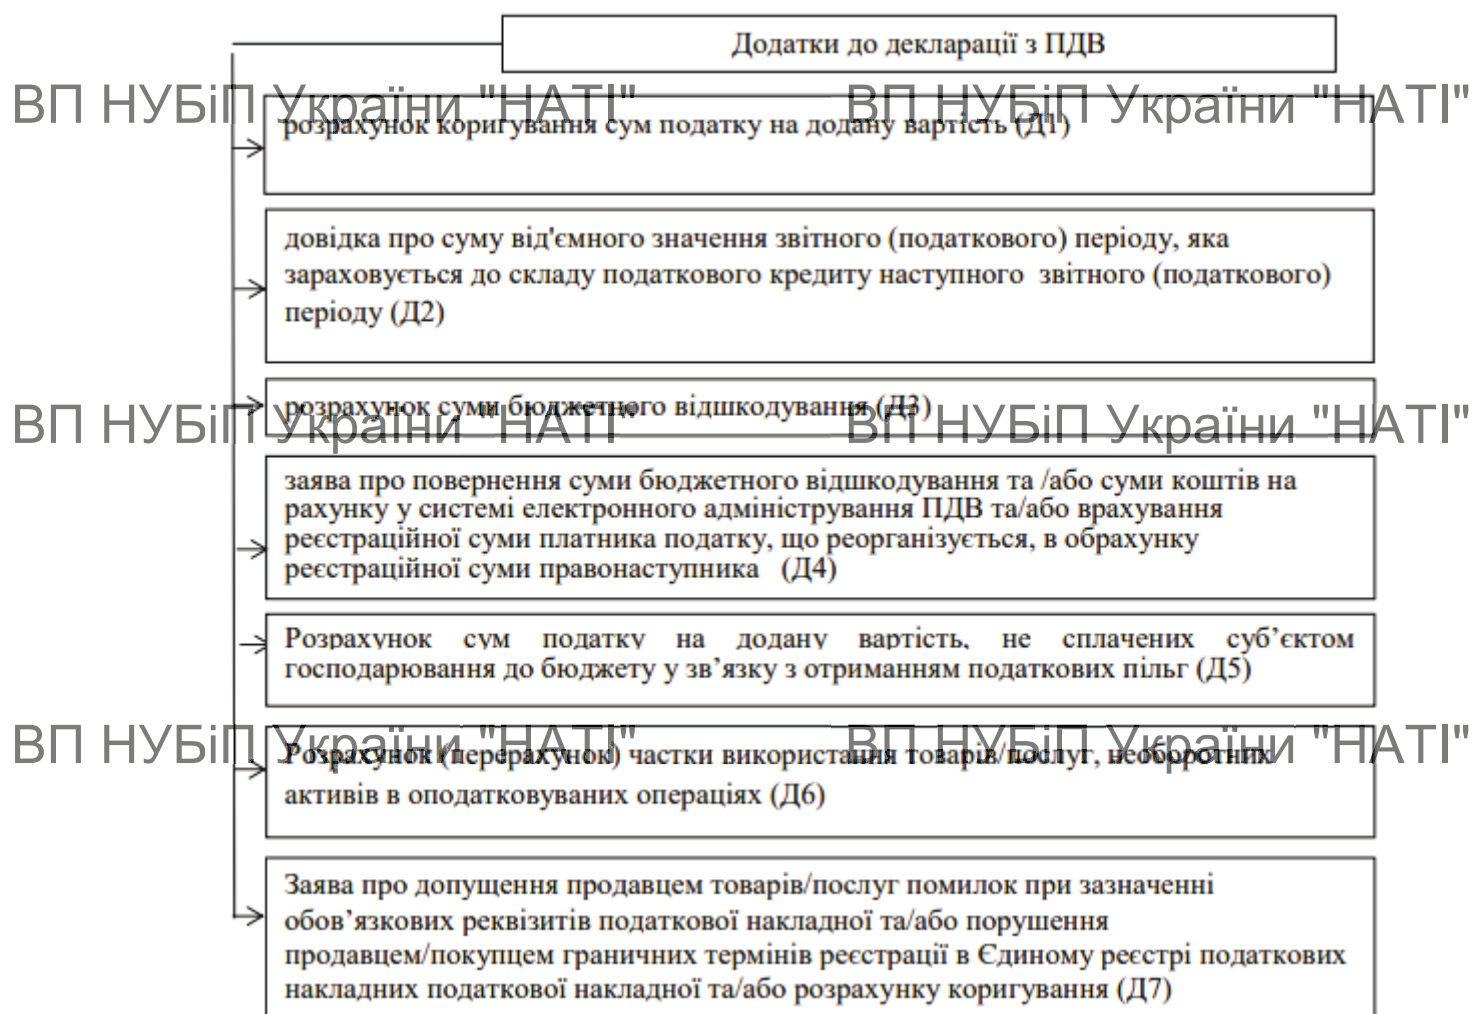 Додатки до декларації з ПДВ
ВП НУБіП України "НАТІ" ВП НУБіП України "НАТІ"
розрахунок коригування сум податку на додану вартість (Д1)
довідка про суму від'ємного значення звітного (податкового) періоду, яка
зараховується до складу податкового кредиту наступного звітного (податкового)
періоду (Д2)
розрахунок суми бюджетного відшкодування (Д3)
ВП НУБіП України "НАТІ" ВП НУБіП України "НАТІ"
заява про повернення суми бюджетного відшкодування та /або суми коштів на
рахунку у системі електронного адміністрування ПДВ та/або врахування
реєстраційної суми платника податку, що реорганізується, в обрахунку
реєстраційної суми правонаступника (Д4)
Розрахунок сум податку на додану вартість, не сплачених суб’єктом
господарювання до бюджету у зв’язку з отриманням податкових пільг (Д5)
ВП НУБіП України "НАТІ" ВП НУБіП України "НАТІ"
Розрахунок (перерахунок) частки використання товарів/послуг, необоротних
активів в оподатковуваних операціях (Д6)
Заява про допущення продавцем товарів/послуг помилок при зазначенні
обов’язкових реквізитів податкової накладної та/або порушення
продавцем/покупцем граничних термінів реєстрації в Єдиному реєстрі податкових
накладних податкової накладної та/або розрахунку коригування (Д7)